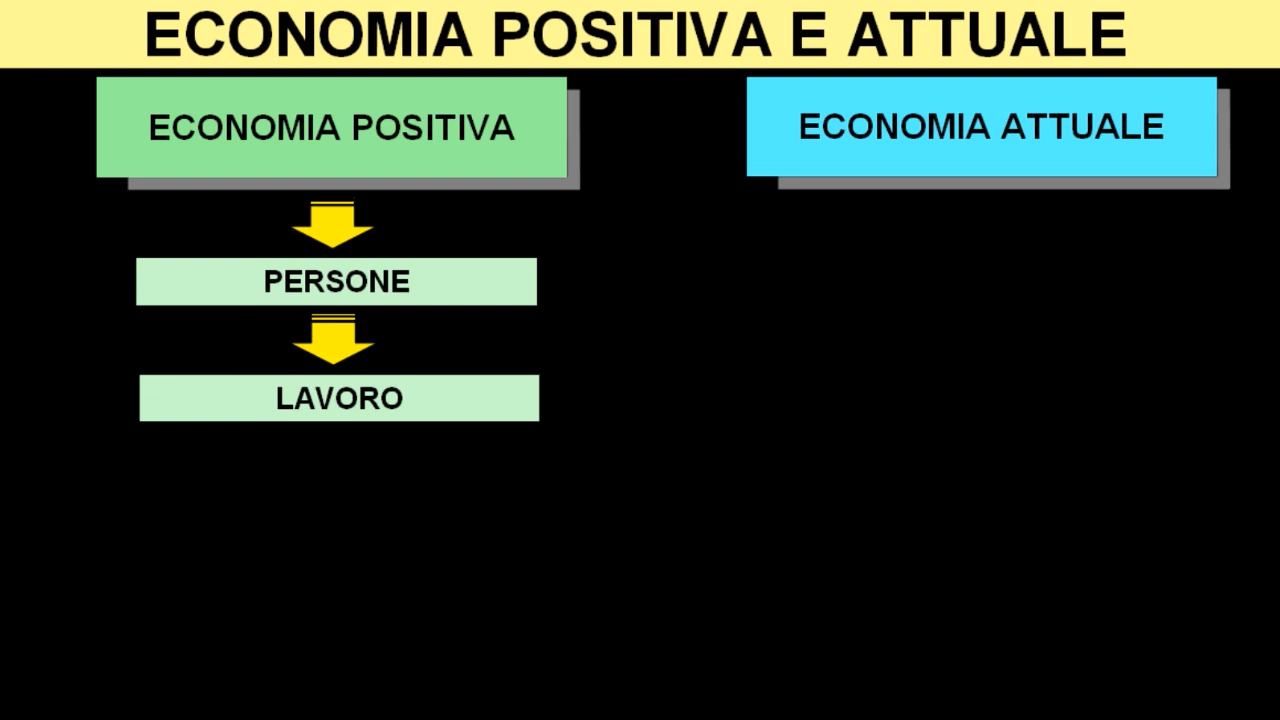 ECONOMIA POSITIVA E ATTUALE
ECONOMIA POSITIVA
ECONOMIA ATTUALE
PERSONE
LAVORO